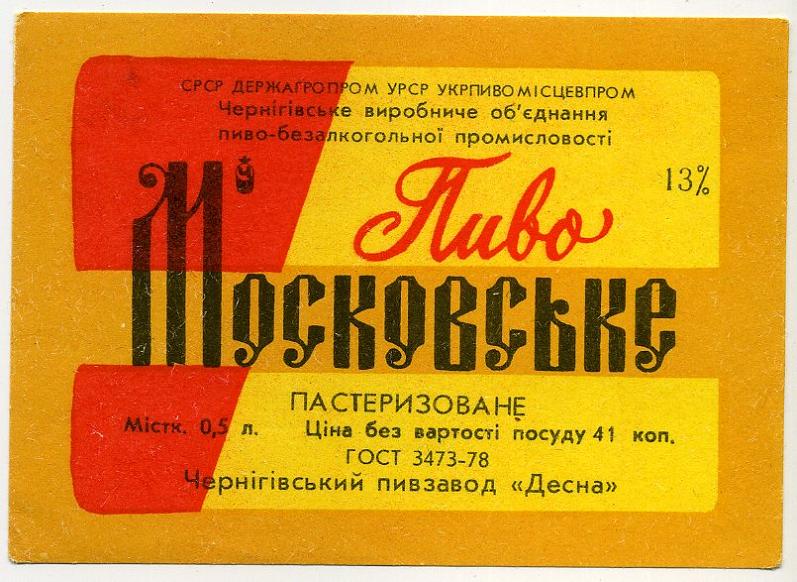 СРСР ДЕРЖАГРОПРОМ УРСР УКРПИВОМІСЦЕВПРОМ
Чернігівське виробниче об'єднання
пиво-безалкогольної промисловості
Пиво
13%
Московське
ПАСТЕРИЗОВАНЕ
Містк. 0,5 л. Ціна без вартості посуду 41 коп.
ГОСТ 3473-78
Чернігівський пивзавод «Десна»